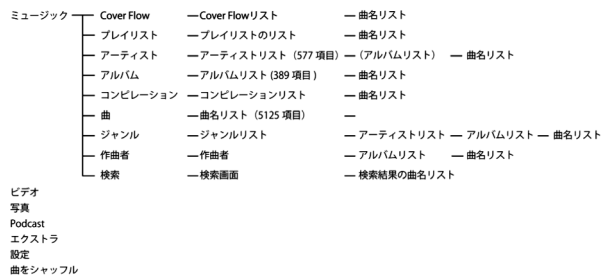 ミュージック Cover Flow Cover Flowリスト 曲名リスト
プレイリスト プレイリストのリスト 曲名リスト
アーティスト アーティストリスト（577 項目） （アルバムリスト） 曲名リスト
アルバム アルバムリスト (389 項目 ) 曲名リスト
コンピレーション コンピレーションリスト 曲名リスト
曲 曲名リスト（5125 項目）
ジャンル ジャンルリスト アーティストリスト アルバムリスト 曲名リスト
作曲者 作曲者 アルバムリスト 曲名リスト
検索 検索画面 検索結果の曲名リスト
ビデオ
写真
Podcast
エクストラ
設定
曲をシャッフル